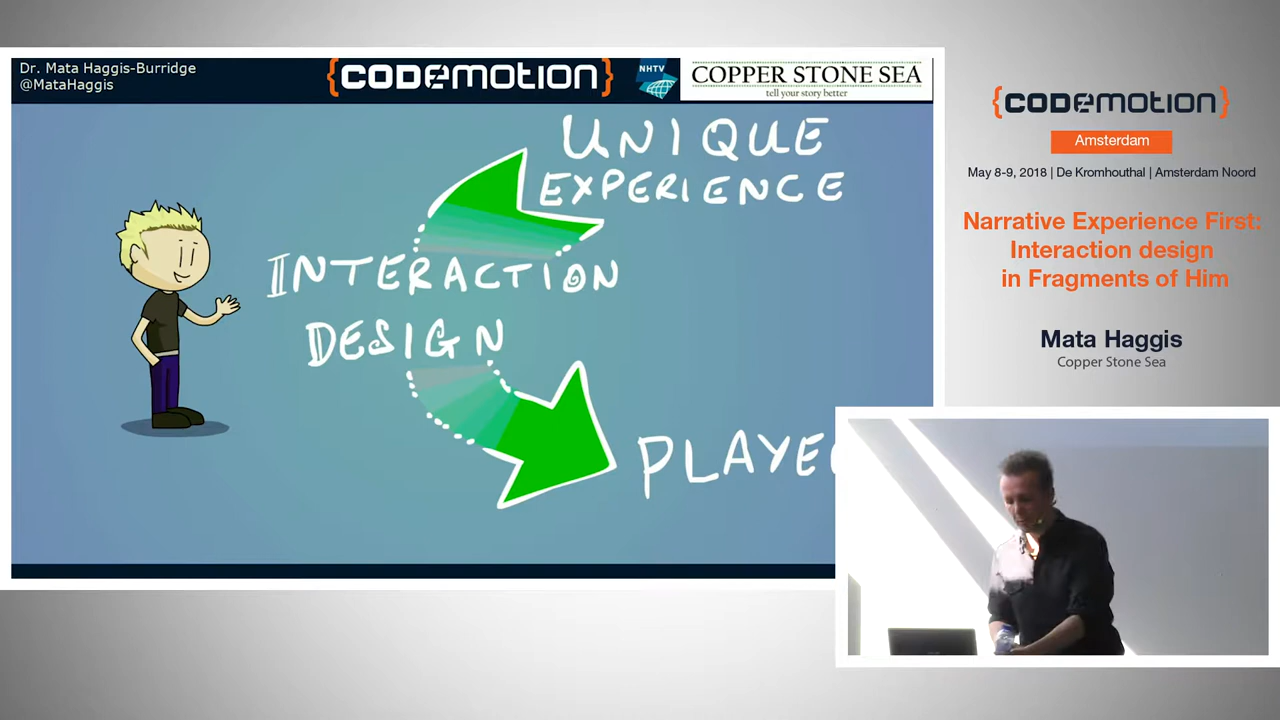 Dr. Mata Haggis-Burridge
@MataHaggis
{CODEMOTION}
NHTV
COPPER STONE SEA
tell your story better
UNIQUE
EXPERIENCE
INTERACTION
DESIGN
{CODEMOTION}
Amsterdam
May 8-9, 2018 | De Kromhouthal | Amsterdam Noord
Narrative Experience First:
Interaction design
in Fragments of Him
Mata Haggis
Copper Stone Sea